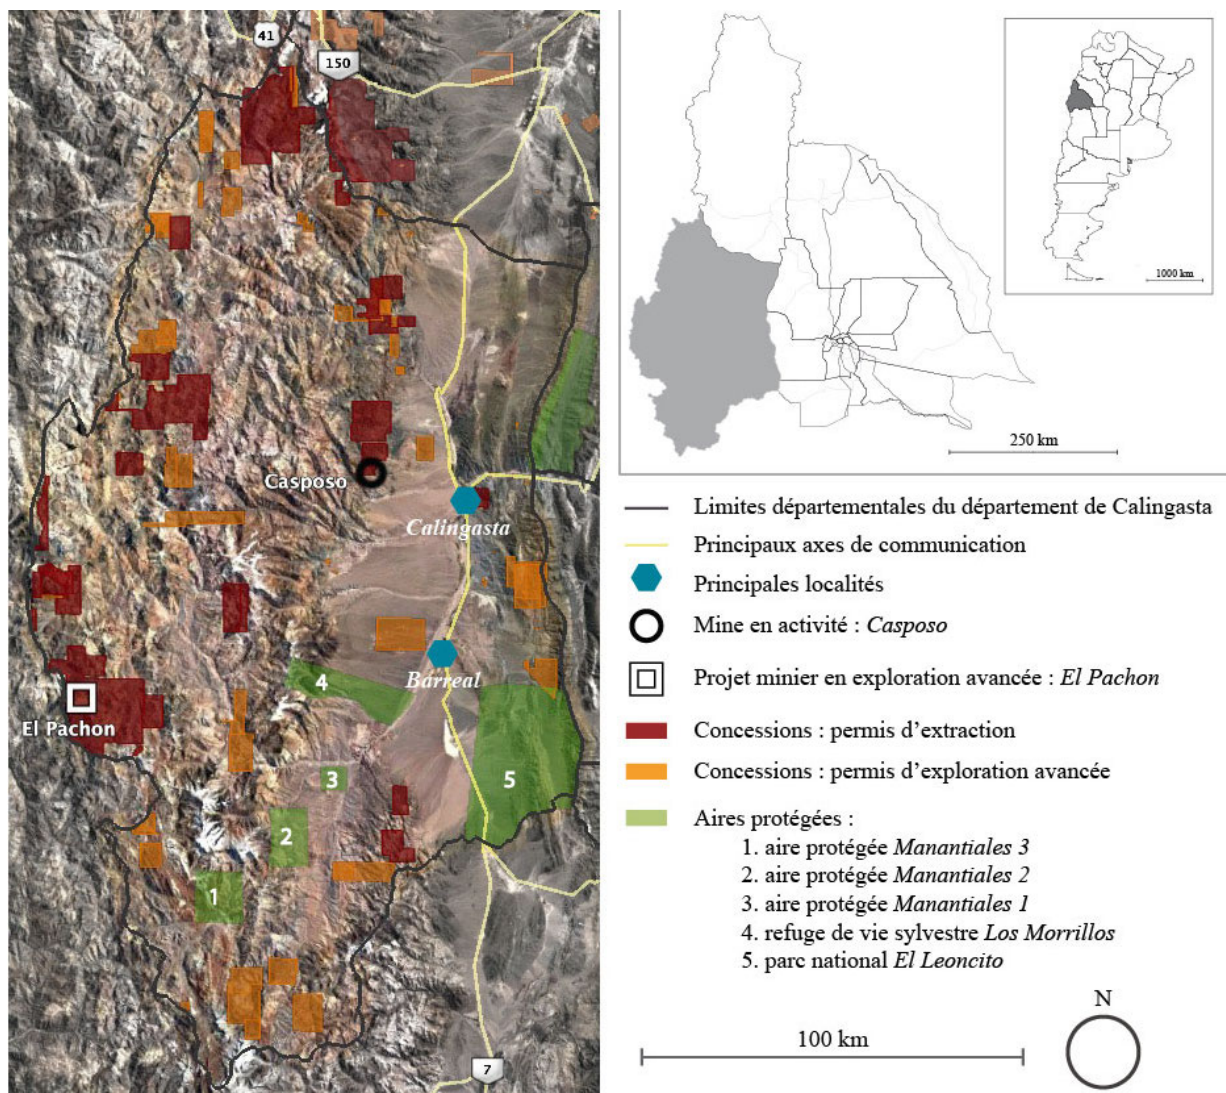 41
150
Casposo
Calingasta
Barreal
4
El Pachon
3
5
2
1
7
1000 km
250 km
Limites départementales du département de Calingasta
Principaux axes de communication
Principales localités
Mine en activité : Casposo
Projet minier en exploration avancée : El Pachon
Concessions : permis d'extraction
Concessions : permis d'exploration avancée
Aires protégées :
1. aire protégée Manantiales 3
2. aire protégée Manantiales 2
3. aire protégée Manantiales 1
4. refuge de vie sylvestre Los Morrillos
5. parc national El Leoncito
N
100 km